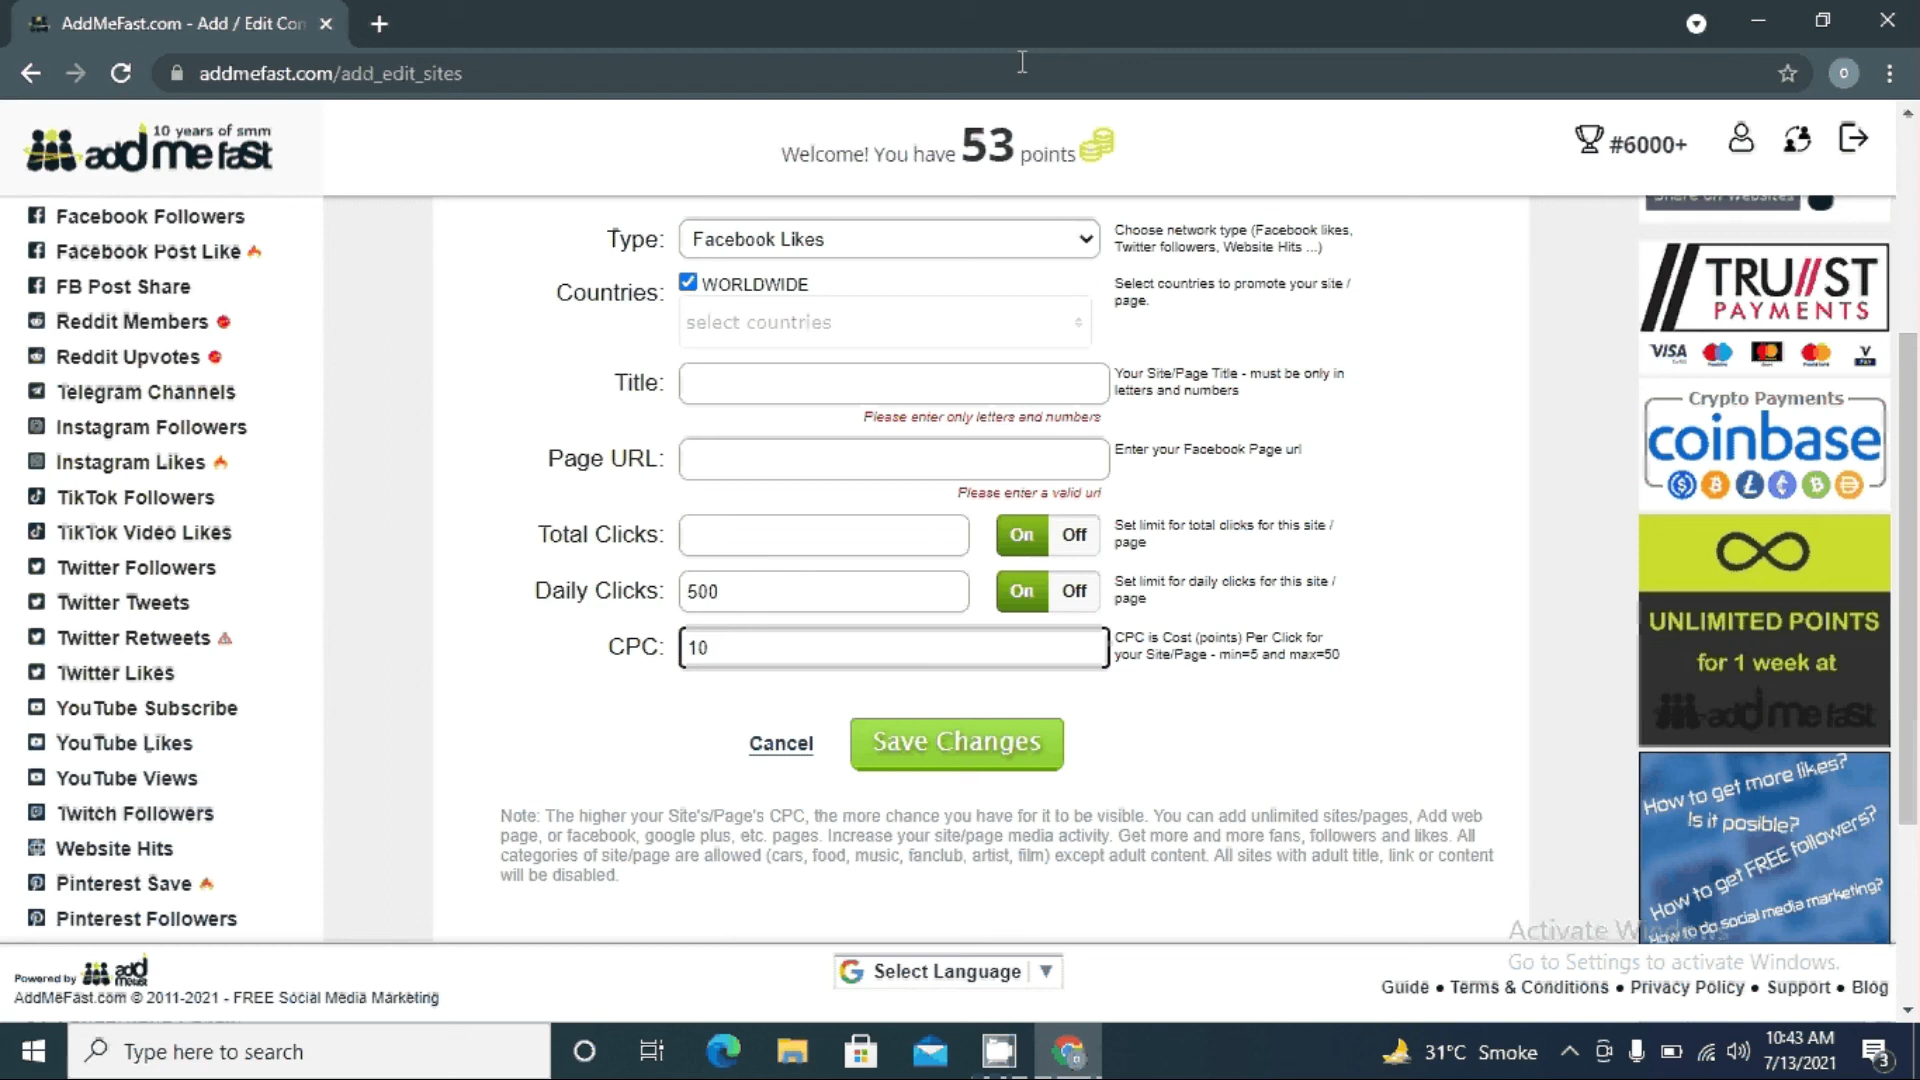 AddMeFast.com - Add / Edit Con
addmefast.com/add_edit_sites
10 years of smm
add me fast
Welcome! You have 53 points
#6000+
Facebook Followers
Facebook Post Like
FB Post Share
Reddit Members
Reddit Upvotes
Telegram Channels
Instagram Followers
Instagram Likes
TikTok Followers
TikTok Video Likes
Twitter Followers
Twitter Tweets
Twitter Retweets
Twitter Likes
YouTube Subscribe
YouTube Likes
YouTube Views
Twitch Followers
Website Hits
Pinterest Save
Pinterest Followers
Type: Facebook Likes
Choose network type (Facebook likes,
Twitter followers, Website Hits ...)
Countries: WORLDWIDE
select countries
Select countries to promote your site /
page.
Title:
Your Site/Page Title - must be only in
letters and numbers
Please enter only letters and numbers
Page URL:
Enter your Facebook Page url
Please enter a valid url
Total Clicks: On Off
Set limit for total clicks for this site /
page
Daily Clicks: 500 On Off
Set limit for daily clicks for this site /
page
CPC: 10
CPC is Cost (points) Per Click for
your Site/Page - min=5 and max=50
Cancel Save Changes
Note: The higher your Site's/Page's CPC, the more chance you have for it to be visible. You can add unlimited sites/pages, Add web
page, or facebook, google plus, etc. pages. Increase your site/page media activity. Get more and more fans, followers and likes. All
categories of site/page are allowed (cars, food, music, fanclub, artist, film) except adult content. All sites with adult title, link or content
will be disabled.
Share on Websites
TRU//ST
PAYMENTS
VISA
Crypto Payments
coinbase
UNLIMITED POINTS
for 1 week at
add me fast
How to get more likes?
Is it posible?
How to get FREE followers?
How to do social media marketing?
Activate Windows
Go to Settings to activate Windows.
Powered by add me fast
AddMeFast.com © 2011-2021 - FREE Social Media Marketing
G Select Language ▼
Guide • Terms & Conditions • Privacy Policy • Support • Blog
Type here to search
31°C Smoke
10:43 AM
7/13/2021
3